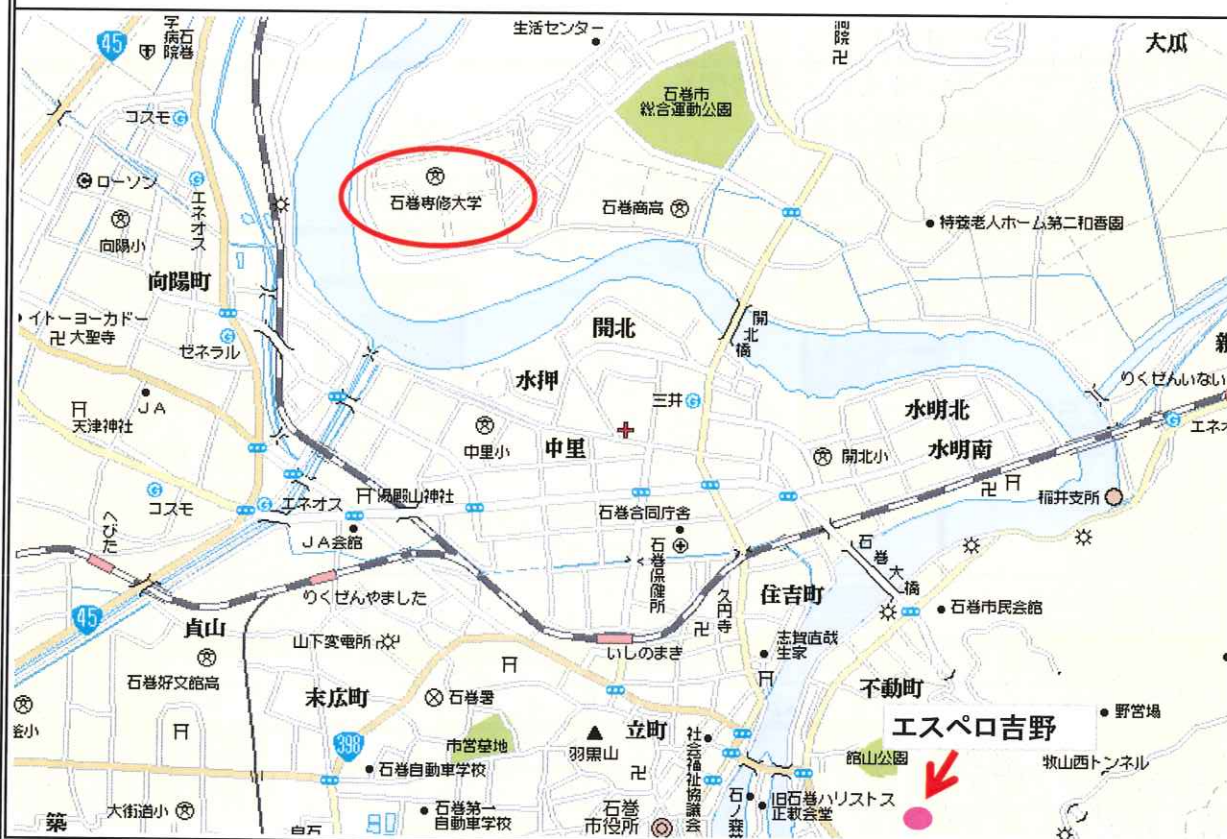 生活センター
大瓜
石巻
学病院
45
石巻市
総合運動公園
コスモ
ローソン
エネオス
石巻専修大学
石巻商高
向陽小
特養老人ホーム第二和香園
向陽町
イトーヨーカドー
大聖寺
ゼネラル
開北
開北橋
りくぜんいない
水押
三井
水明北
JA
天津神社
中里小
中里
開北小
水明南
エネオ
コスモ
エネオス
湯殿山神社
稲井支所
へびた
JA会館
石巻合同庁舎
石巻保健所
石巻大橋
りくぜんやました
久円寺
住吉町
石巻市民会館
45
貞山
山下変電所
志賀直哉
生家
いしのまき
石巻好文館高
末広町
石巻署
不動町
エスペロ吉野
野営場
398
市営墓地
立町
羽黒山
社会福祉協議会
館山公園
牧山西トンネル
石巻自動車学校
大街道小
石巻第一
自動車学校
石巻
市役所
旧石巻ハリストス
正教会堂
石ノ森萬
築